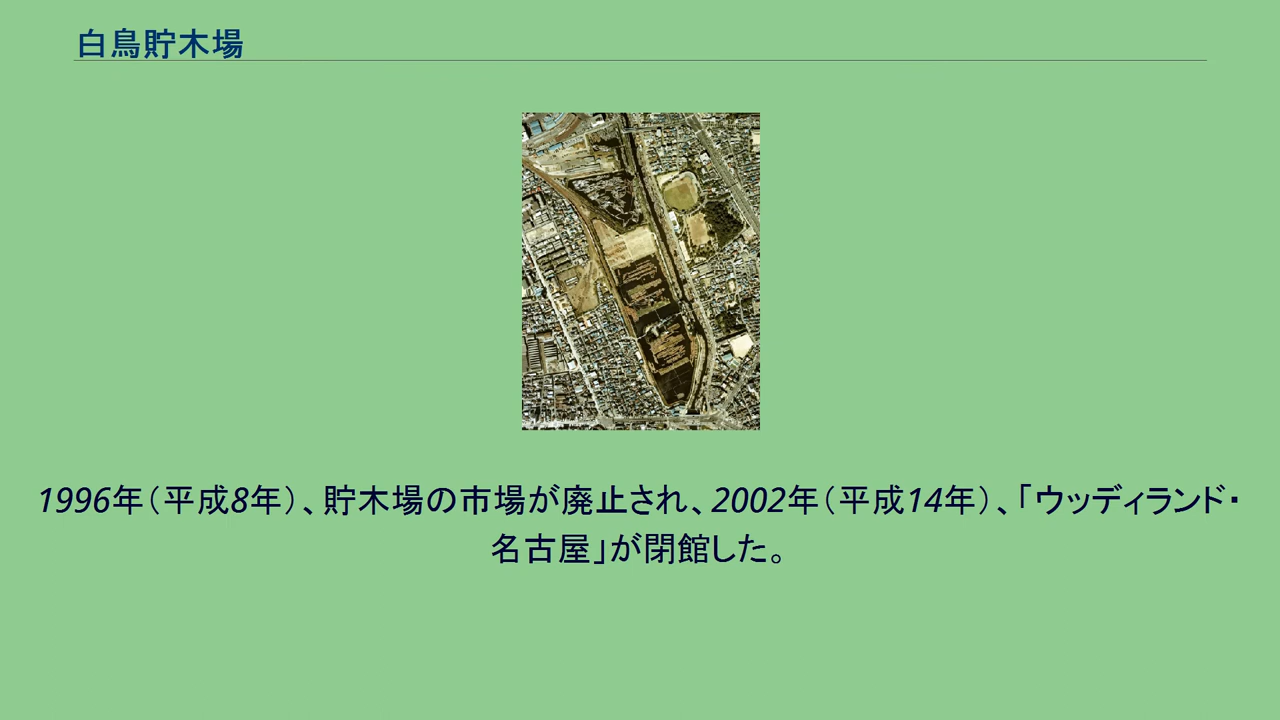 白鳥貯木場
1996年（平成8年）、貯木場の市場が廃止され、2002年（平成14年）、「ウッディランド・
名古屋」が閉館した。